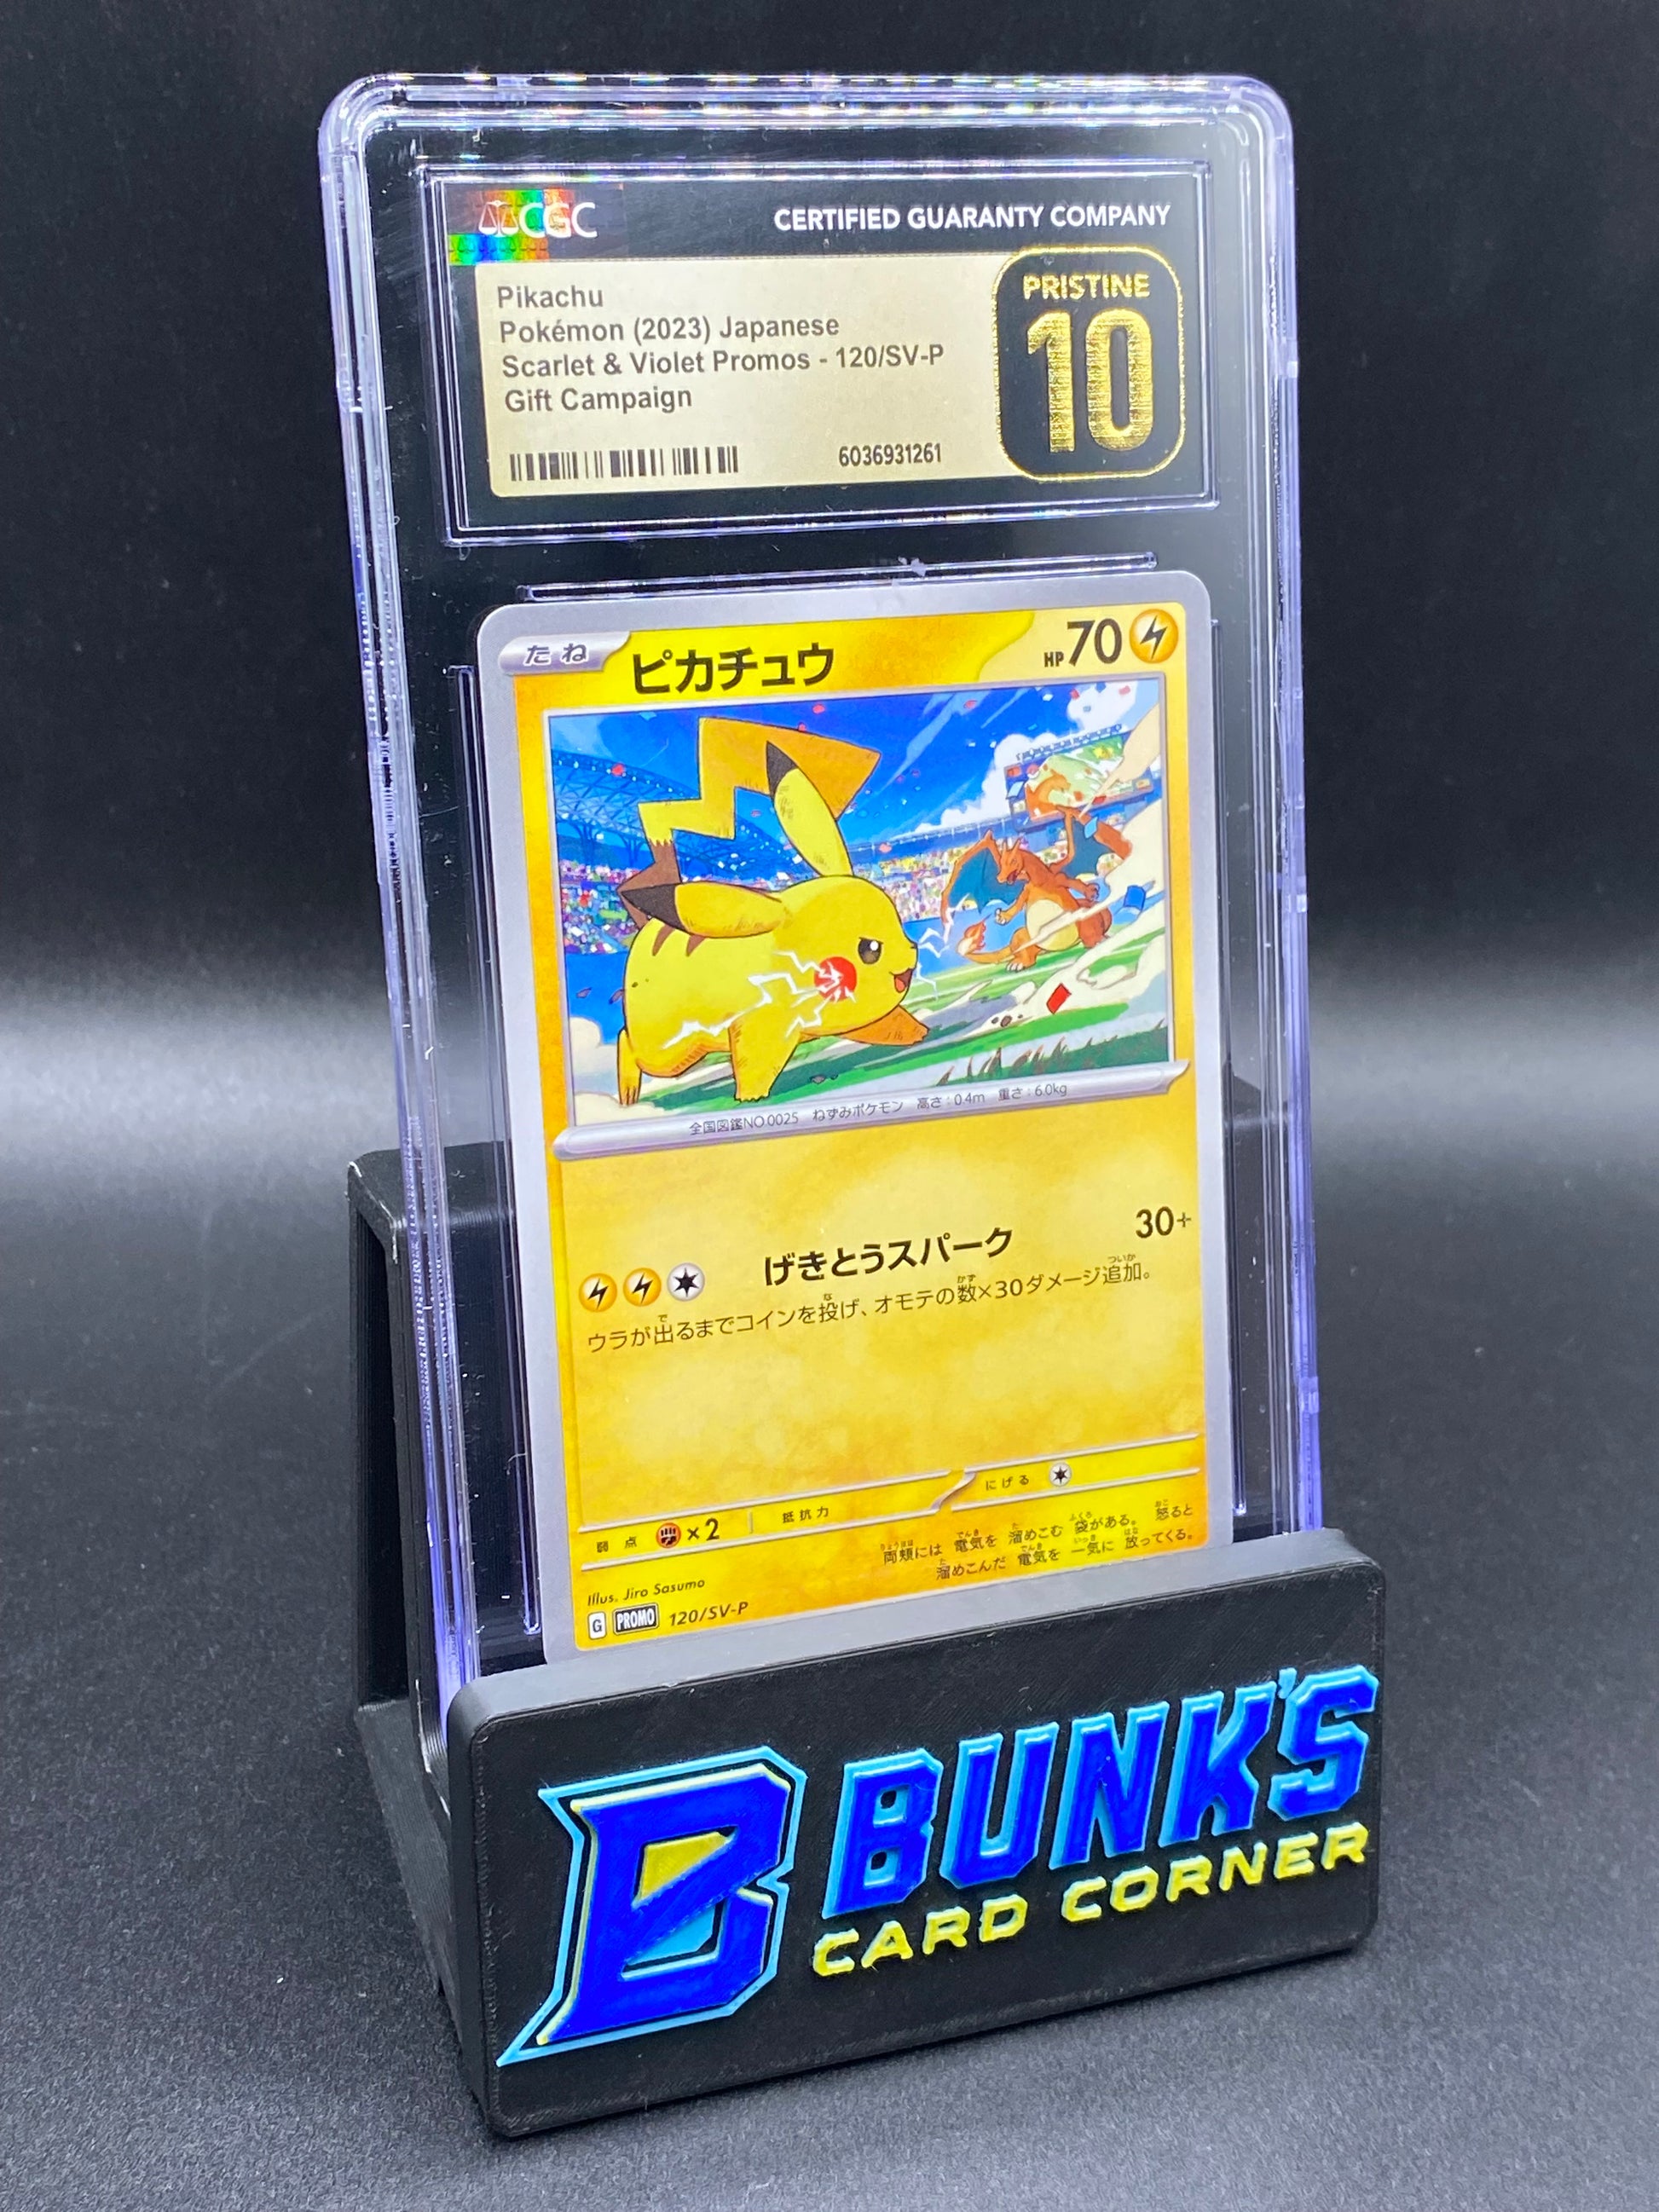 CGC
CERTIFIED GUARANTY COMPANY
Pikachu
Pokémon (2023) Japanese
Scarlet & Violet Promos - 120/SV-P
Gift Campaign
6036931261
PRISTINE
10
たね
ピカチュウ
HP70
全国図鑑NO.0025 ねずみポケモン 高さ:0.4m 重さ:6.0kg
げきとうスパーク
30+
ウラが出るまでコインを投げ、オモテの数×30ダメージ追加。
弱点 ×2 抵抗力
にげる
両頬には 電気を 溜めこむ 袋がある。 怒ると
溜めこんだ 電気を 一気に 放ってくる。
Illus. Jiro Sasumo
G PROMO 120/SV-P
B
BUNK'S
CARD CORNER